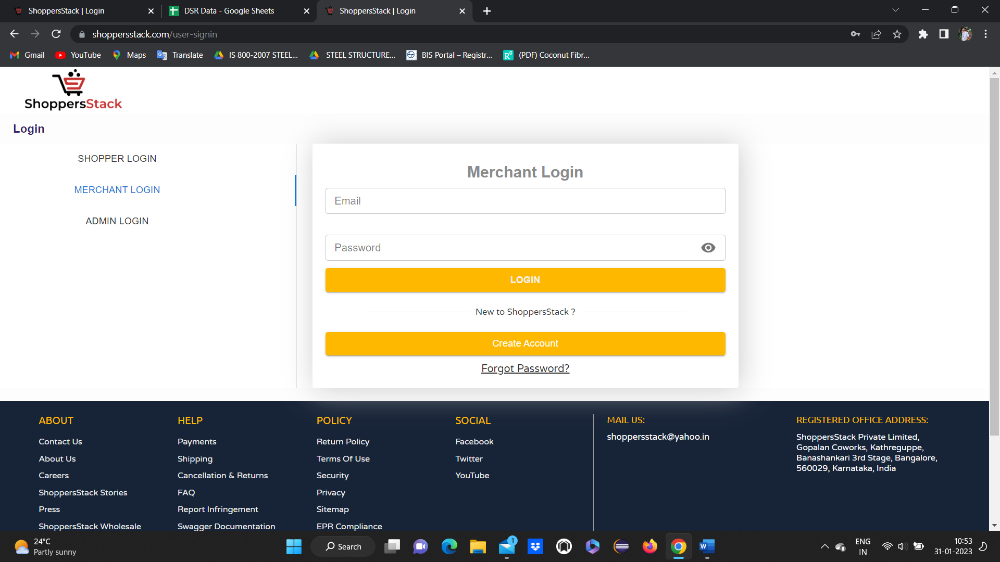 ShoppersStack | Login
DSR Data - Google Sheets
ShoppersStack | Login
shoppersstack.com/user-signin
Gmail
YouTube
Maps
Translate
IS 800-2007 STEEL...
STEEL STRUCTURE...
BIS Portal – Registr...
(PDF) Coconut Fibr...
ShoppersStack
Login
SHOPPER LOGIN
MERCHANT LOGIN
ADMIN LOGIN
Merchant Login
Email
Password
LOGIN
New to ShoppersStack ?
Create Account
Forgot Password?
ABOUT
Contact Us
About Us
Careers
ShoppersStack Stories
Press
ShoppersStack Wholesale
HELP
Payments
Shipping
Cancellation & Returns
FAQ
Report Infringement
Swagger Documentation
POLICY
Return Policy
Terms Of Use
Security
Privacy
Sitemap
EPR Compliance
SOCIAL
Facebook
Twitter
YouTube
MAIL US:
shoppersstack@yahoo.in
REGISTERED OFFICE ADDRESS:
ShoppersStack Private Limited,
Gopalan Coworks, Kathreguppe,
Banashankari 3rd Stage, Bangalore,
560029, Karnataka, India
24°C
Partly sunny
Search
1
ENG
IN
10:53
31-01-2023